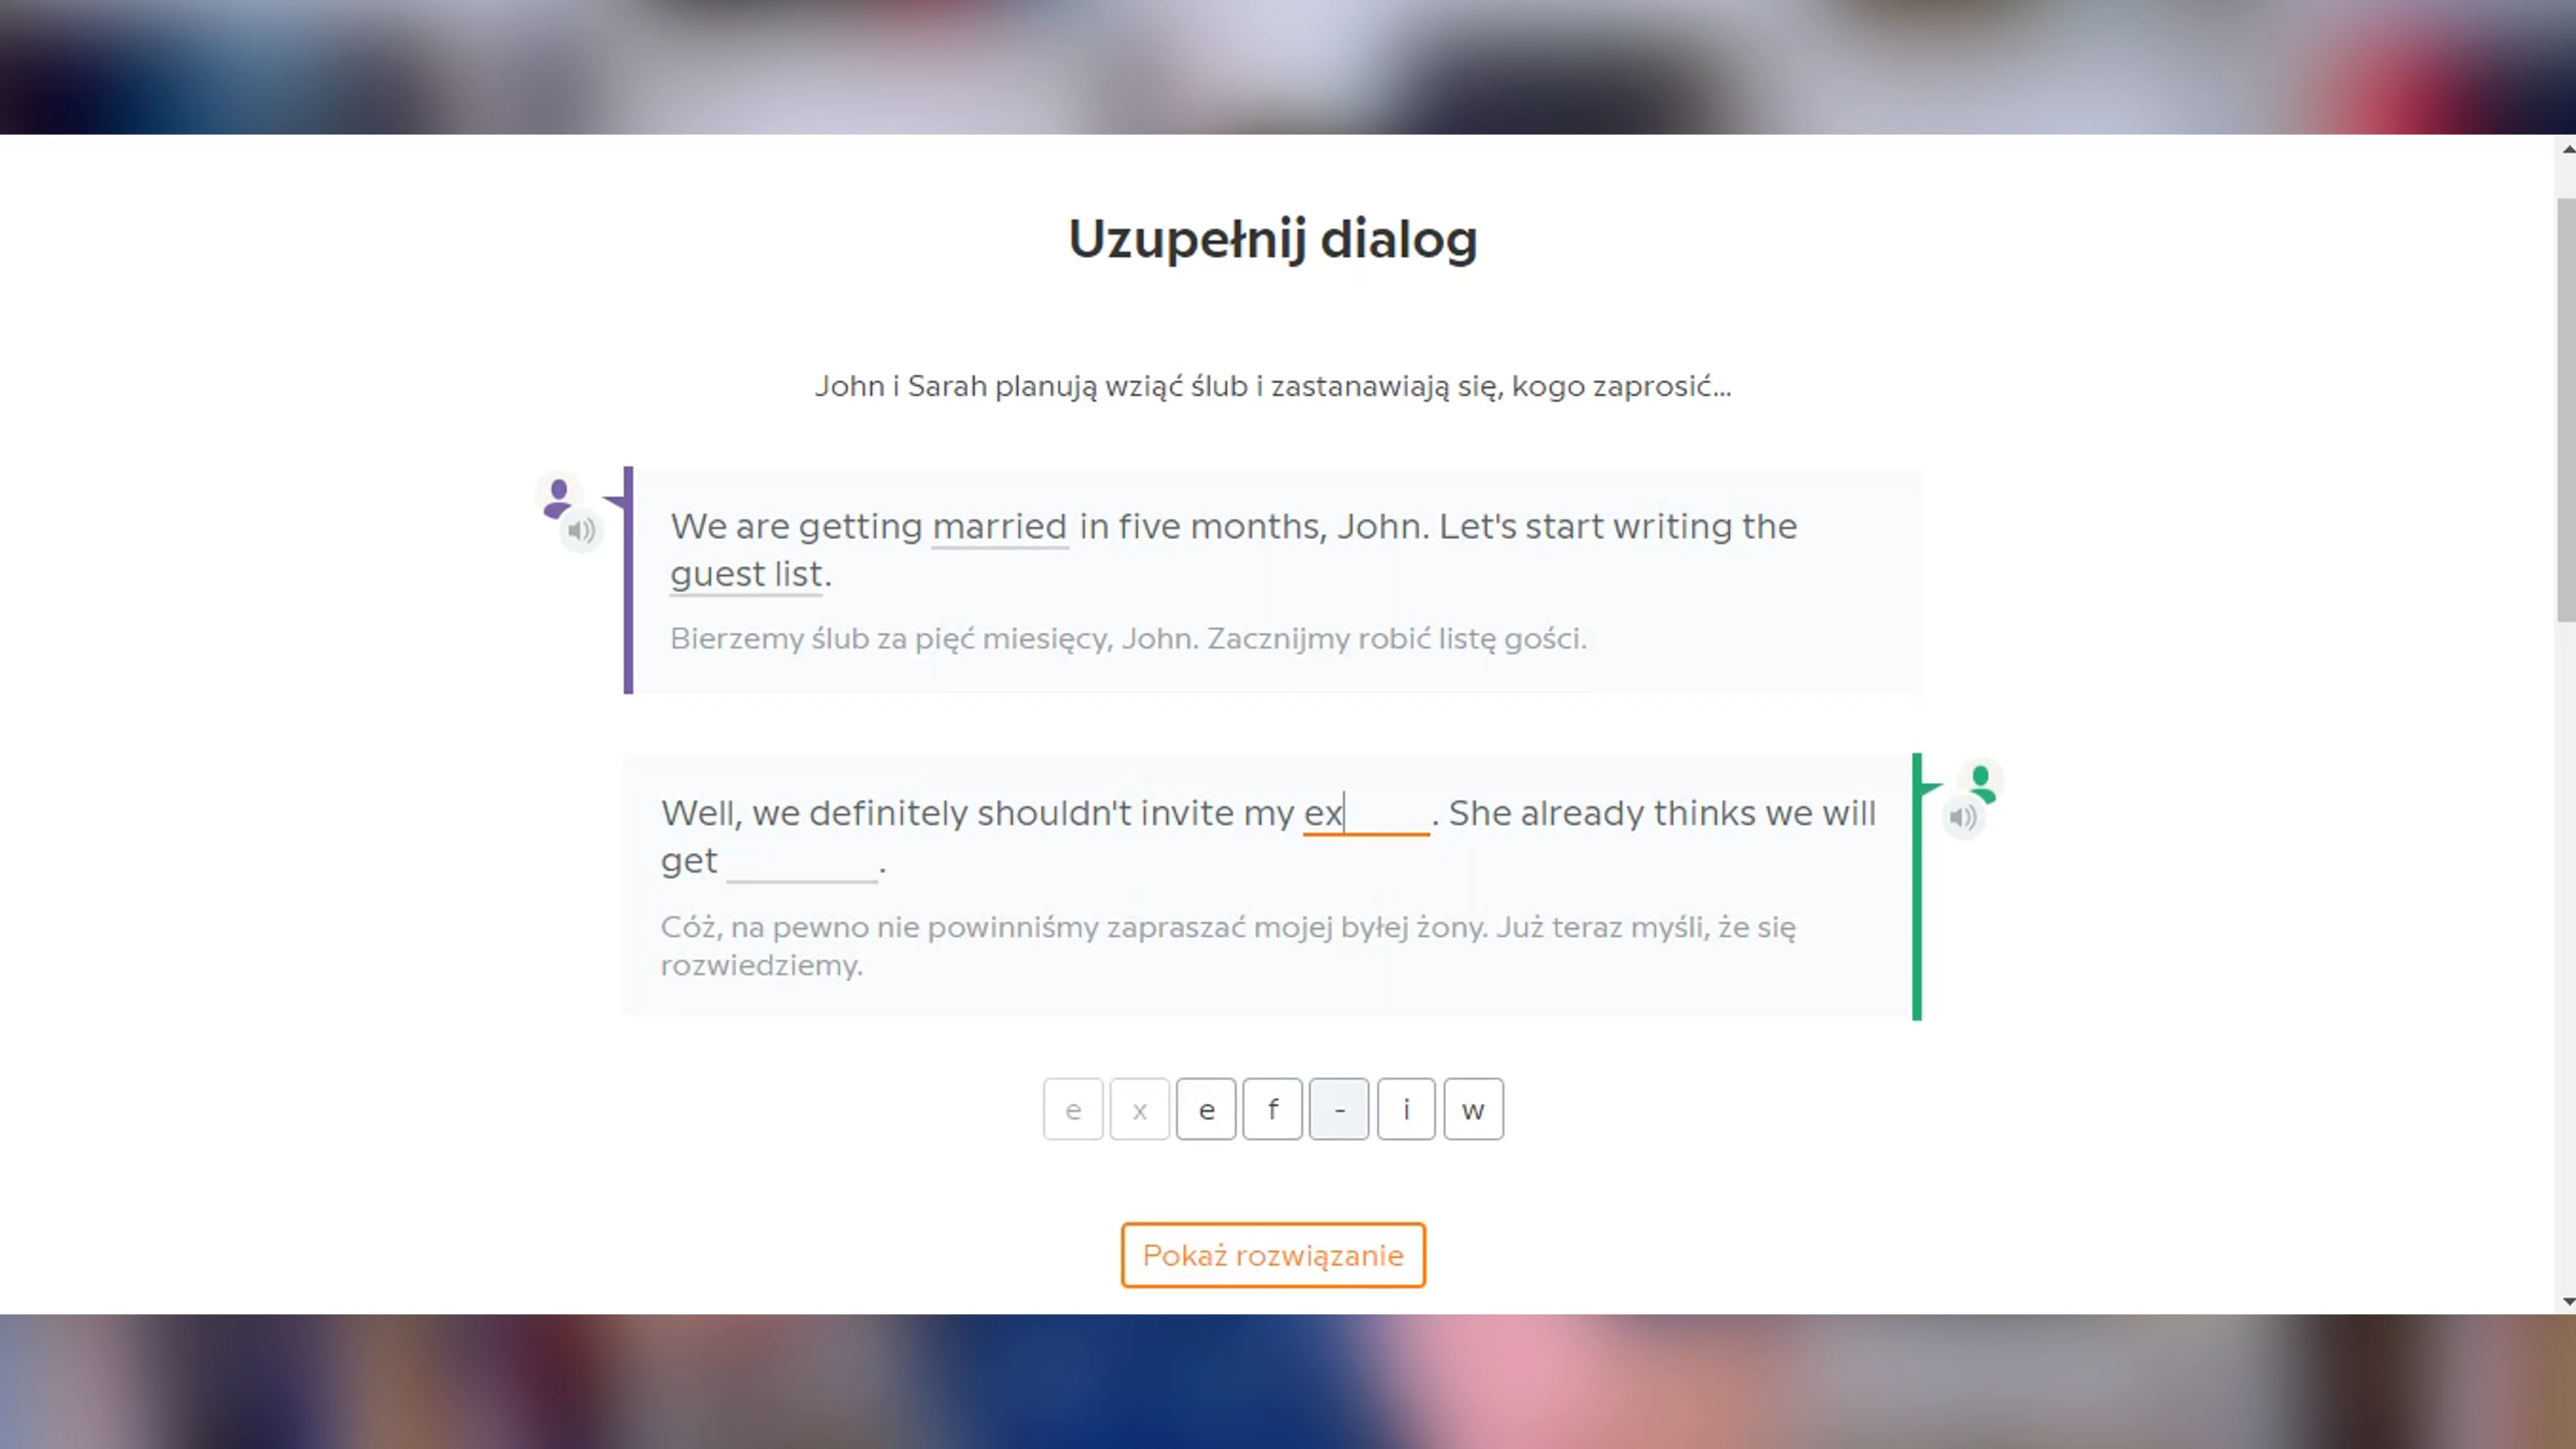 Uzupełnij dialog
John i Sarah planują wziąć ślub i zastanawiają się, kogo zaprosić...
We are getting married in five months, John. Let's start writing the
guest list.
Bierzemy ślub za pięć miesięcy, John. Zacznijmy robić listę gości.
Well, we definitely shouldn't invite my ex. She already thinks we will
get ________.
Cóż, na pewno nie powinniśmy zapraszać mojej byłej żony. Już teraz myśli, że się
rozwiedziemy.
e x e f - i w
Pokaż rozwiązanie